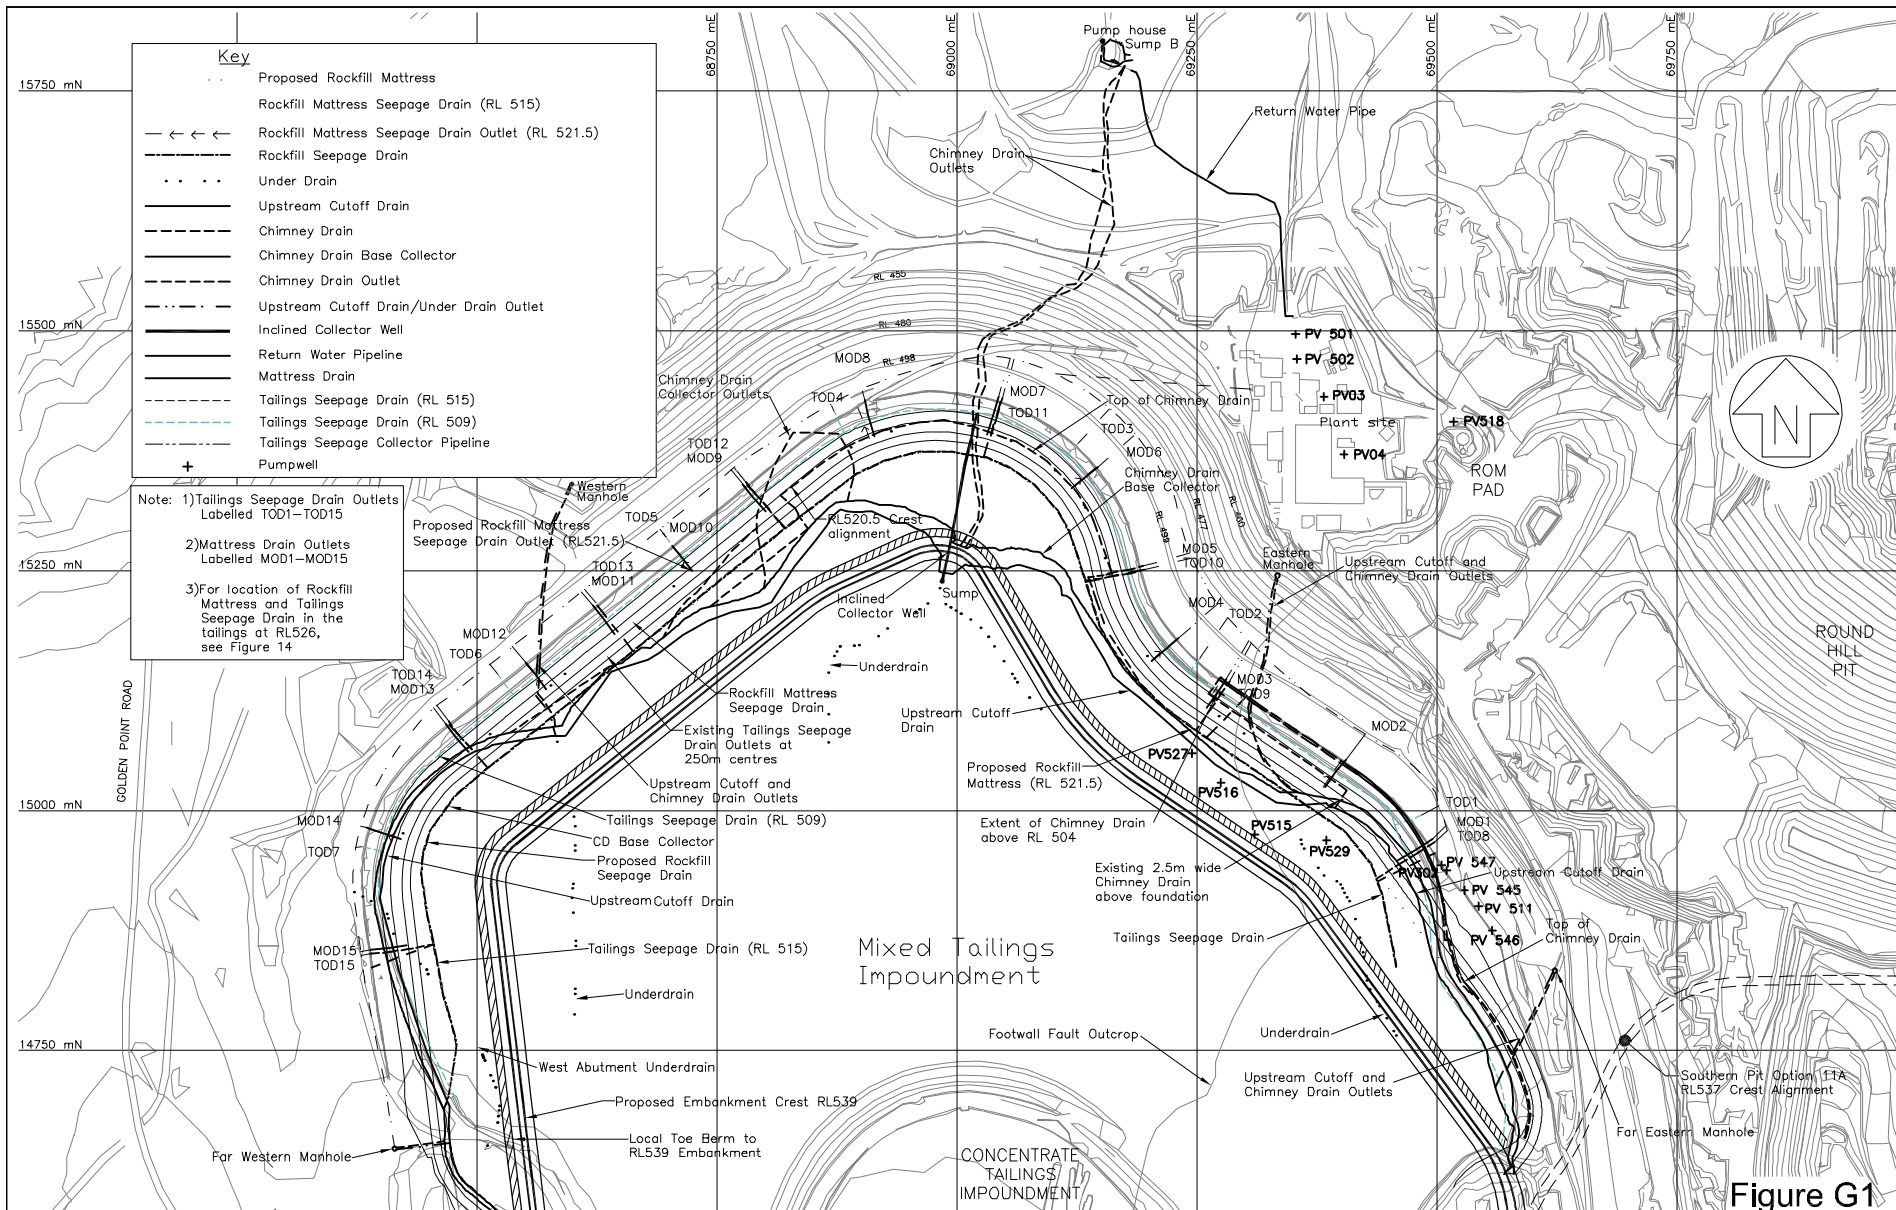 Key
Proposed Rockfill Mattress
Rockfill Mattress Seepage Drain (RL 515)
Rockfill Mattress Seepage Drain Outlet (RL 521.5)
Rockfill Seepage Drain
Under Drain
Upstream Cutoff Drain
Chimney Drain
Chimney Drain Base Collector
Chimney Drain Outlet
Upstream Cutoff Drain/Under Drain Outlet
Inclined Collector Well
Return Water Pipeline
Mattress Drain
Tailings Seepage Drain (RL 515)
Tailings Seepage Drain (RL 509)
Tailings Seepage Collector Pipeline
Pumpwell
Note: 1)Tailings Seepage Drain Outlets
Labelled TOD1-TOD15
2)Mattress Drain Outlets
Labelled MOD1-MOD15
3)For location of Rockfill
Mattress and Tailings
Seepage Drain in the
tailings at RL526,
see Figure 14
68750 mE
69000 mE
69250 mE
69500 mE
69750 mE
15750 mN
15500 mN
15250 mN
15000 mN
14750 mN
Pump house
Sump B
Return Water Pipe
Chimney Drain
Outlets
RL 455
RL 480
RL 498
MOD8
MOD7
TOD11
TOD4
Chimney Drain
Collector Outlets
Top of Chimney Drain
TOD3
MOD6
Chimney Drain
Base Collector
TOD12
MOD9
Western
Manhole
TOD5
MOD10
Proposed Rockfill Mattress
Seepage Drain Outlet (RL521.5)
RL520.5 Crest
alignment
TOD13
MOD11
RL 499
RL 477
RL 460
MOD5
TOD10
Eastern
Manhole
Upstream Cutoff and
Chimney Drain Outlets
Inclined
Collector Well
Sump
MOD4
TOD2
MOD12
TOD6
Underdrain
TOD14
MOD13
Rockfill Mattress
Seepage Drain
Upstream Cutoff
Drain
MOD3
TOD9
MOD2
Existing Tailings Seepage
Drain Outlets at
250m centres
PV527
Proposed Rockfill
Mattress (RL 521.5)
PV516
Upstream Cutoff and
Chimney Drain Outlets
Tailings Seepage Drain (RL 509)
Extent of Chimney Drain
above RL 504
PV515
PV529
TOD1
MOD1
TOD8
MOD14
TOD7
CD Base Collector
Proposed Rockfill
Seepage Drain
Existing 2.5m wide
Chimney Drain
above foundation
PV 547
Upstream Cutoff Drain
PV 545
PV 511
PV 546
Top of
Chimney Drain
Upstream Cutoff Drain
Tailings Seepage Drain
MOD15
TOD15
Tailings Seepage Drain (RL 515)
Mixed Tailings
Impoundment
Underdrain
Footwall Fault Outcrop
Underdrain
West Abutment Underdrain
Proposed Embankment Crest RL539
Local Toe Berm to
RL539 Embankment
Far Western Manhole
Upstream Cutoff and
Chimney Drain Outlets
Southern Pit Option 11A
RL537 Crest Alignment
Far Eastern Manhole
CONCENTRATE
TAILINGS
IMPOUNDMENT
GOLDEN POINT ROAD
PV 501
PV 502
PV03
Plant site
PV04
PV518
ROM
PAD
N
ROUND
HILL
PIT
Figure G1